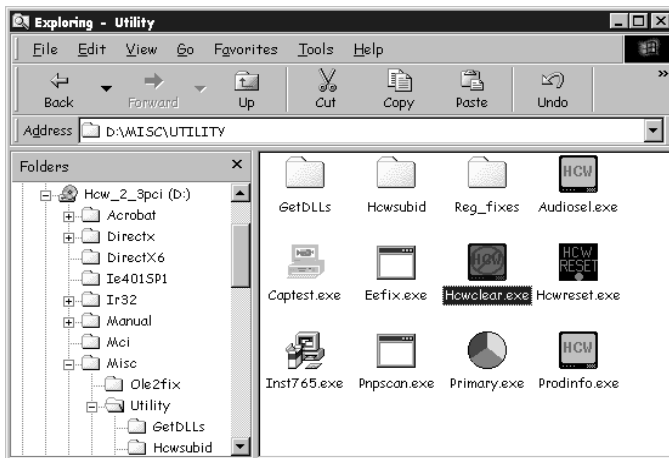 Exploring - Utility
File Edit View Go Favorites Tools Help
Back Forward Up Cut Copy Paste Undo »
Address D:\MISC\UTILITY
Folders
Hcw_2_3pci (D:)
Acrobat
Directx
DirectX6
Ie401SP1
Ir32
Manual
Mci
Misc
Ole2fix
Utility
GetDLLs
Hcwsubid
GetDLLs Hcwsubid Reg_fixes Audiosel.exe
HCW
Captest.exe Eefix.exe Hcwclear.exe Hcwreset.exe
HCW
HCW RESET
Inst765.exe Pnpscan.exe Primary.exe Prodinfo.exe
HCW